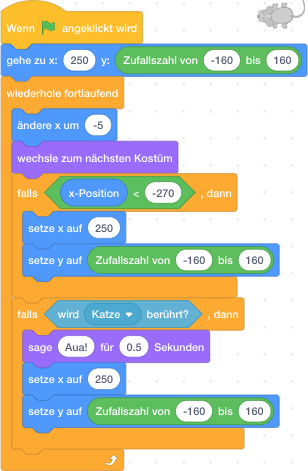 Wenn angeklickt wird
gehe zu x: 250 y: Zufallszahl von -160 bis 160
wiederhole fortlaufend
ändere x um -5
wechsle zum nächsten Kostüm
falls x-Position < -270 , dann
setze x auf 250
setze y auf Zufallszahl von -160 bis 160
falls wird Katze berührt? , dann
sage Aua! für 0.5 Sekunden
setze x auf 250
setze y auf Zufallszahl von -160 bis 160